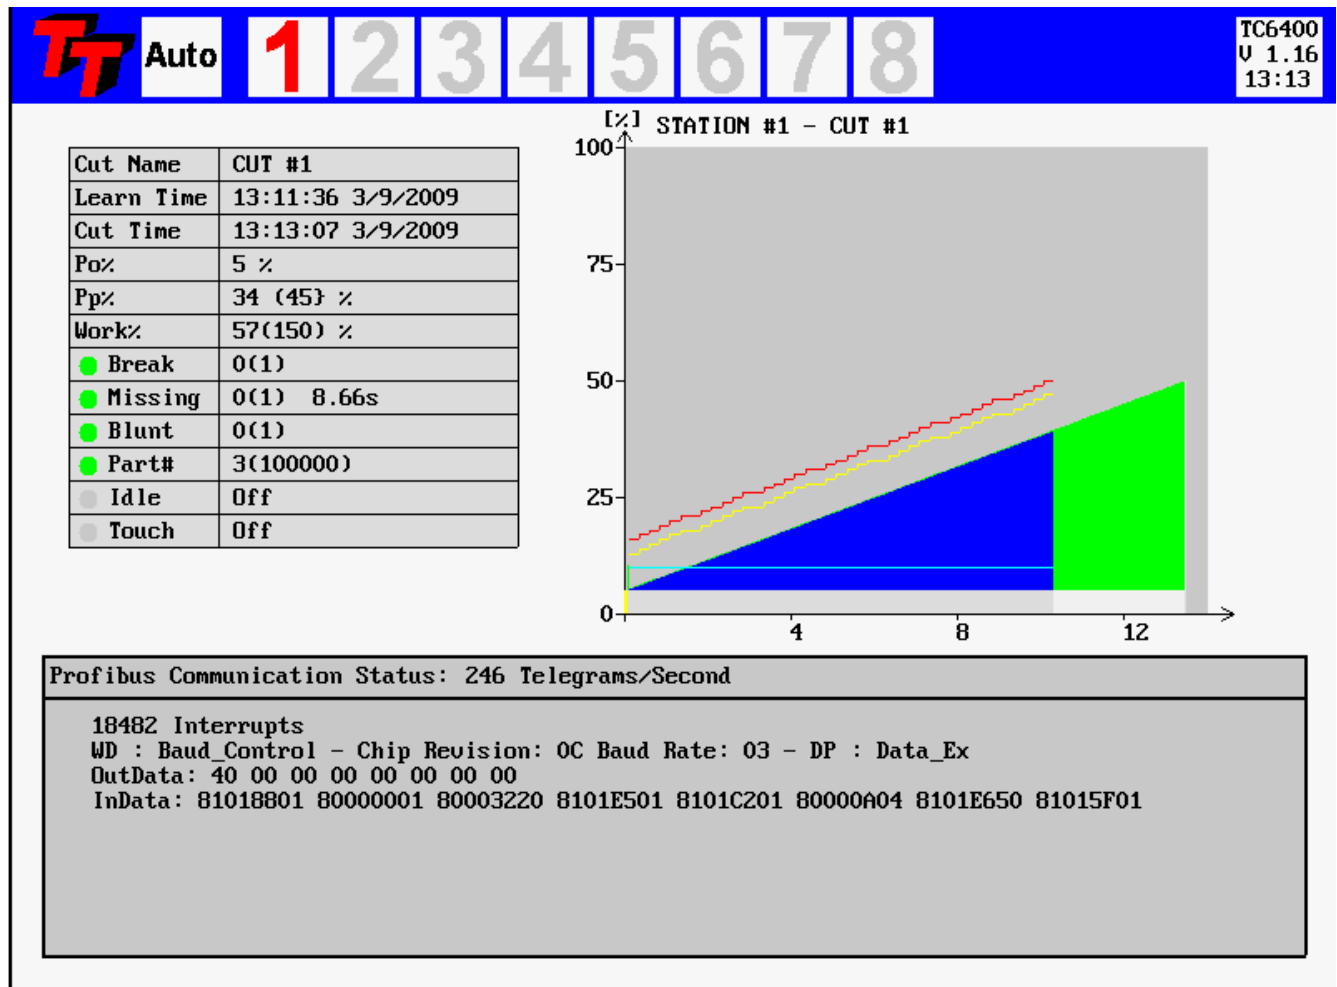 TT Auto 1 2 3 4 5 6 7 8
TC6400
V 1.16
13:13
Cut Name CUT #1
Learn Time 13:11:36 3/9/2009
Cut Time 13:13:07 3/9/2009
Po% 5 %
Pp% 34 (45} %
Work% 57(150) %
Break 0(1)
Missing 0(1) 8.66s
Blunt 0(1)
Part# 3(100000)
Idle Off
Touch Off
[%] STATION #1 - CUT #1
100
75
50
25
0
4 8 12
Profibus Communication Status: 246 Telegrams/Second
18482 Interrupts
WD : Baud_Control - Chip Revision: 0C Baud Rate: 03 - DP : Data_Ex
OutData: 40 00 00 00 00 00 00 00
InData: 81018801 80000001 80003220 8101E501 8101C201 80000A04 8101E650 81015F01